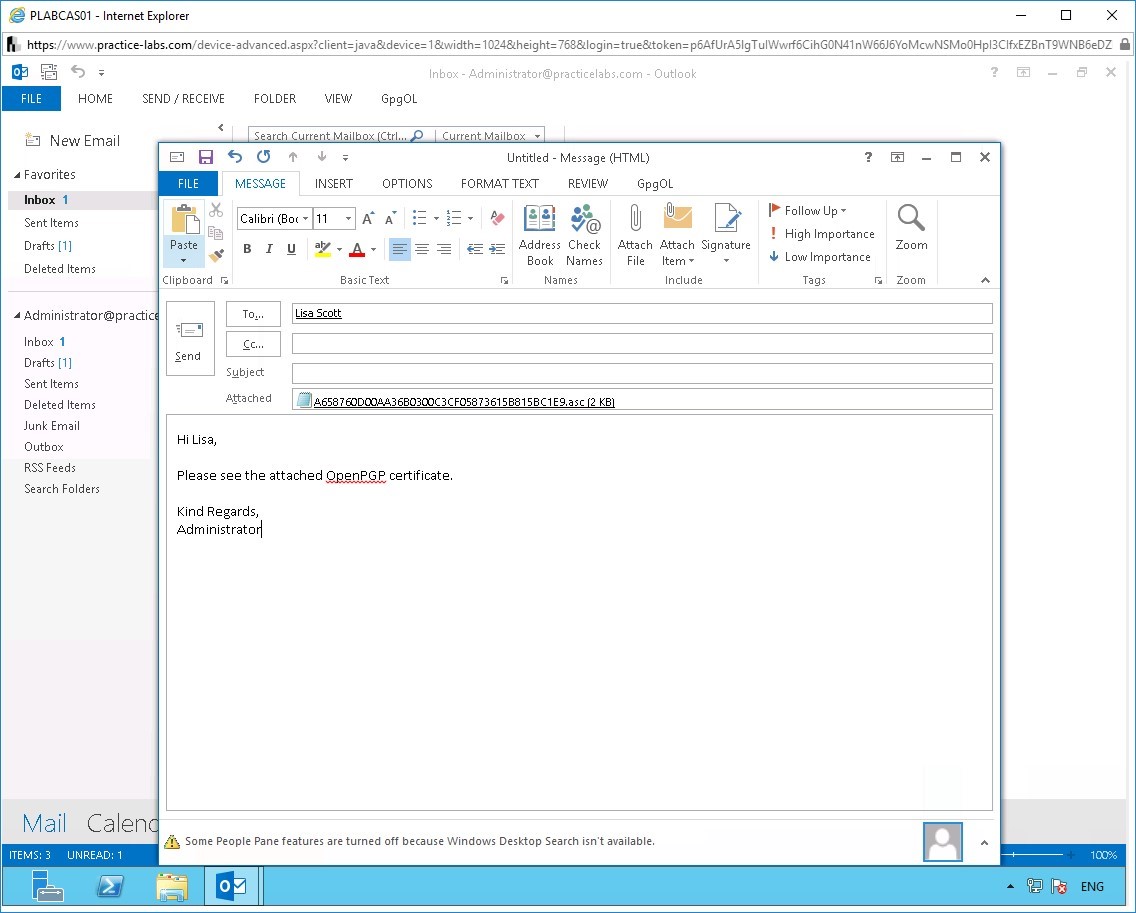 PLABCAS01 - Internet Explorer
https://www.practice-labs.com/device-advanced.aspx?client=java&device=1&width=1024&height=768&login=true&token=p6AfUrA5IgTulWwrf6CihG0N41nW66J6YoMcwNSMo0Hpl3ClfxEZBnT9WNB6eDZ
Inbox - Administrator@practicelabs.com - Outlook
FILE HOME SEND / RECEIVE FOLDER VIEW GpgOL
New Email
Search Current Mailbox (Ctrl... Current Mailbox
Favorites
Inbox 1
Sent Items
Drafts [1]
Deleted Items
Administrator@practice
Inbox 1
Drafts [1]
Sent Items
Deleted Items
Junk Email
Outbox
RSS Feeds
Search Folders
Untitled - Message (HTML)
FILE MESSAGE INSERT OPTIONS FORMAT TEXT REVIEW GpgOL
Paste
Clipboard
Calibri (Boc 11
B I U
Basic Text
Address Book
Check Names
Names
Attach File
Attach Item
Signature
Include
Follow Up
High Importance
Low Importance
Tags
Zoom
Zoom
Send
To...
Lisa Scott
Cc...
Subject
Attached
A658760D00AA36B0300C3CF05873615B815BC1E9.asc (2 KB)
Hi Lisa,
Please see the attached OpenPGP certificate.
Kind Regards,
Administrator
Some People Pane features are turned off because Windows Desktop Search isn't available.
Mail Calend
ITEMS: 3 UNREAD: 1
100%
ENG